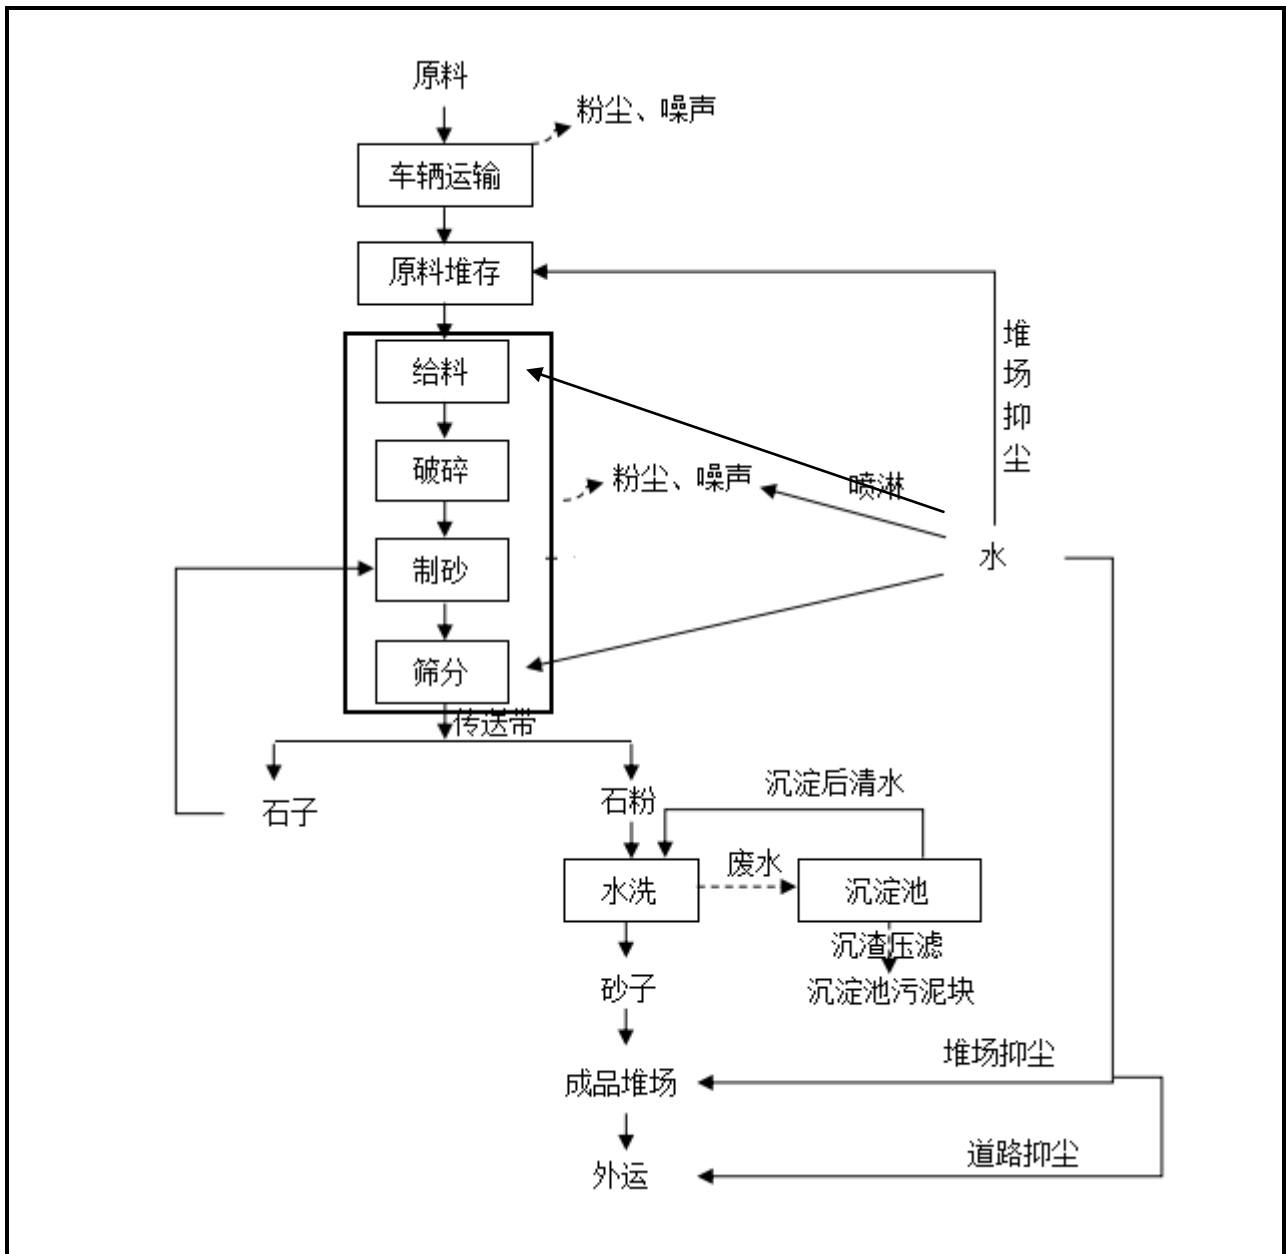 原料
粉尘、噪声
车辆运输
原料堆存
堆场抑尘
给料
破碎
粉尘、噪声
喷淋
水
制砂
筛分
传送带
石子
石粉
沉淀后清水
废水
水洗
沉淀池
沉渣压滤
砂子
沉淀池污泥块
堆场抑尘
成品堆场
道路抑尘
外运